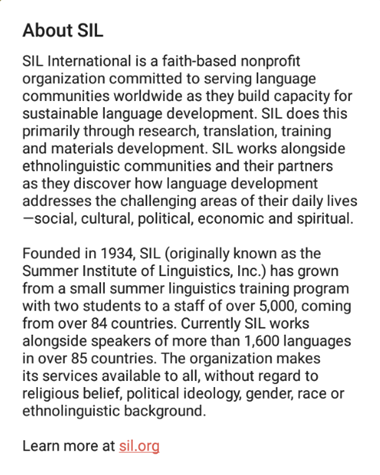 About SIL
SIL International is a faith-based nonprofit
organization committed to serving language
communities worldwide as they build capacity for
sustainable language development. SIL does this
primarily through research, translation, training
and materials development. SIL works alongside
ethnolinguistic communities and their partners
as they discover how language development
addresses the challenging areas of their daily lives
—social, cultural, political, economic and spiritual.
Founded in 1934, SIL (originally known as the
Summer Institute of Linguistics, Inc.) has grown
from a small summer linguistics training program
with two students to a staff of over 5,000, coming
from over 84 countries. Currently SIL works
alongside speakers of more than 1,600 languages
in over 85 countries. The organization makes
its services available to all, without regard to
religious belief, political ideology, gender, race or
ethnolinguistic background.
Learn more at sil.org